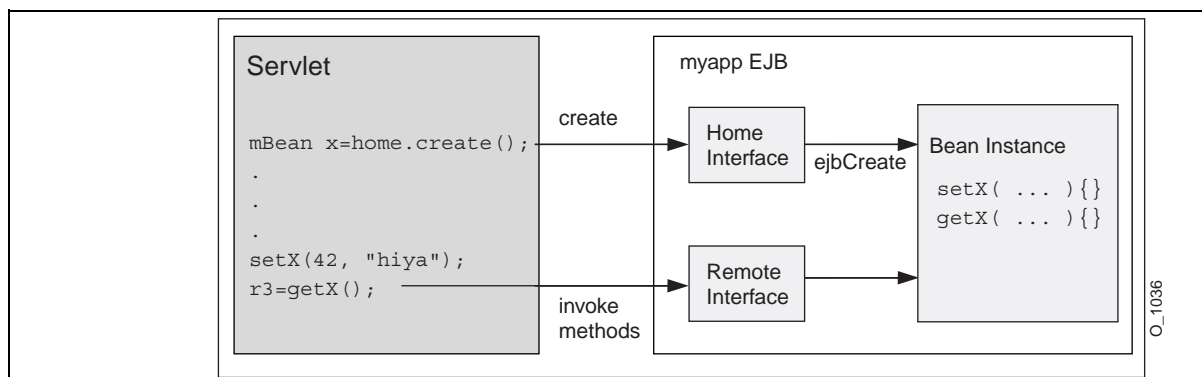 Servlet
mBean x=home.create();
.
.
.
setX(42, "hiya");
r3=getX();
create
invoke
methods
myapp EJB
Home
Interface
ejbCreate
Remote
Interface
Bean Instance
setX( ... ){}
getX( ... ){}
O_1036